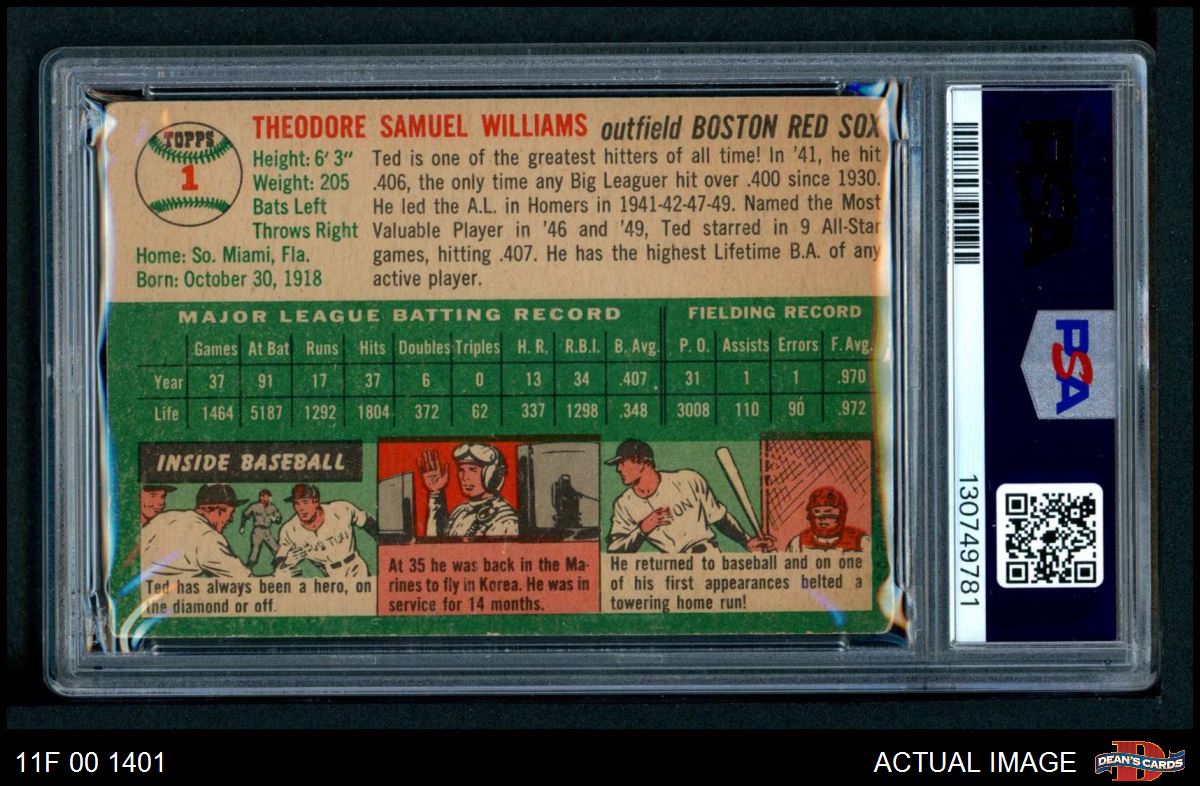 TOPPS
1
THEODORE SAMUEL WILLIAMS outfield BOSTON RED SOX
Height: 6' 3"
Weight: 205
Bats Left
Throws Right
Home: So. Miami, Fla.
Born: October 30, 1918
Ted is one of the greatest hitters of all time! In '41, he hit
.406, the only time any Big Leaguer hit over .400 since 1930.
He led the A.L. in Homers in 1941-42-47-49. Named the Most
Valuable Player in '46 and '49, Ted starred in 9 All-Star
games, hitting .407. He has the highest Lifetime B.A. of any
active player.
MAJOR LEAGUE BATTING RECORD FIELDING RECORD
Games At Bat Runs Hits Doubles Triples H. R. R.B.I. B. Avg. P. O. Assists Errors F. Avg.
Year 37 91 17 37 6 0 13 34 .407 31 1 1 .970
Life 1464 5187 1292 1804 372 62 337 1298 .348 3008 110 90 .972
INSIDE BASEBALL
Ted has always been a hero, on
the diamond or off.
At 35 he was back in the Ma-
rines to fly in Korea. He was in
service for 14 months.
He returned to baseball and on one
of his first appearances belted a
towering home run!
PSA
PSA
130749781
11F 00 1401
ACTUAL IMAGE
DEAN'S CARDS